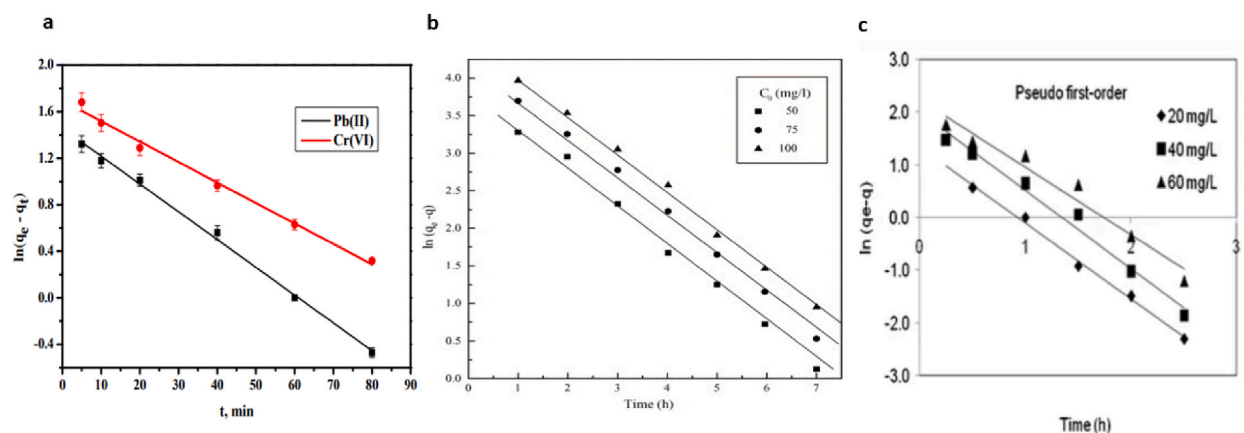 a
2.0
1.6
1.2
0.8
0.4
0.0
-0.4
0 10 20 30 40 50 60 70 80 90
ln(qe - qt)
t, min
Pb(II)
Cr(VI)
b
4.0
3.5
3.0
2.5
2.0
1.5
1.0
0.5
0.0
1 2 3 4 5 6 7
ln (qe-q)
Time (h)
C0 (mg/l)
50
75
100
c
3.0
2.0
1.0
0.0
-1.0
-2.0
-3.0
0 1 2 3
ln (qe-q)
Time (h)
Pseudo first-order
20 mg/L
40 mg/L
60 mg/L